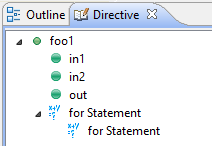 Outline Directive
foo1
in1
in2
out
for Statement
for Statement